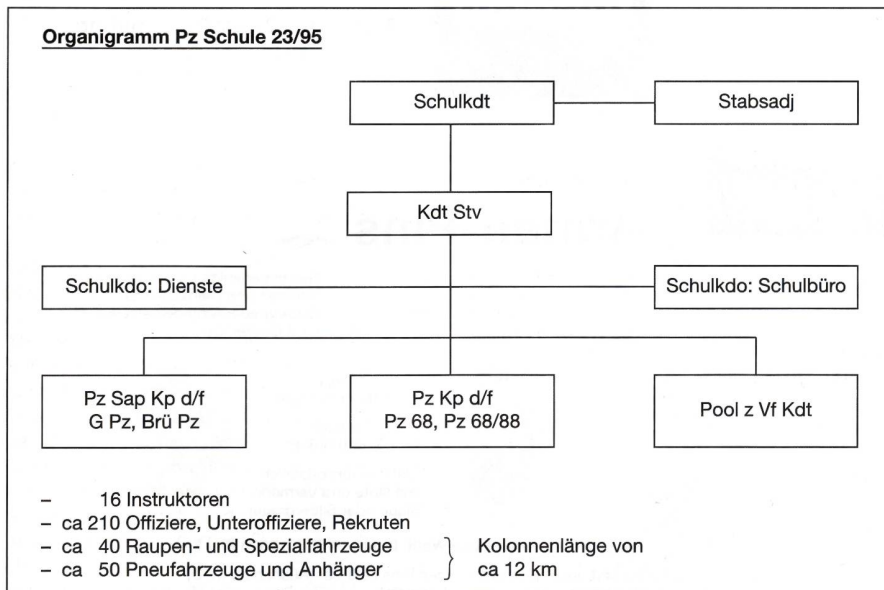 Organigramm Pz Schule 23/95
Schulkdt
Stabsadj
Kdt Stv
Schulkdo: Dienste
Schulkdo: Schulbüro
Pz Sap Kp d/f
G Pz, Brü Pz
Pz Kp d/f
Pz 68, Pz 68/88
Pool z Vf Kdt
– 16 Instruktoren
– ca 210 Offiziere, Unteroffiziere, Rekruten
– ca 40 Raupen- und Spezialfahrzeuge
– ca 50 Pneufahrzeuge und Anhänger
Kolonnenlänge von
ca 12 km